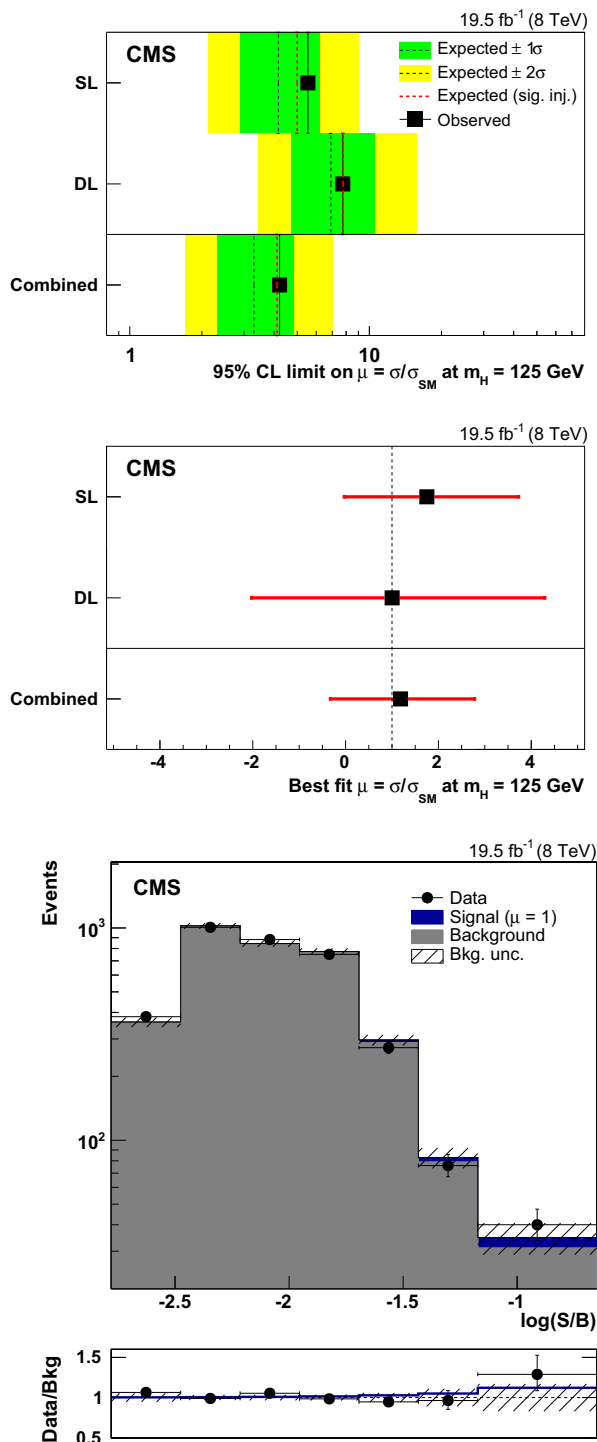 19.5 fb⁻¹ (8 TeV)
CMS
Expected ± 1σ
Expected ± 2σ
Expected (sig. inj.)
Observed
SL
DL
Combined
1
10
95% CL limit on μ = σ/σ_SM at m_H = 125 GeV
19.5 fb⁻¹ (8 TeV)
CMS
SL
DL
Combined
-4 -2 0 2 4
Best fit μ = σ/σ_SM at m_H = 125 GeV
19.5 fb⁻¹ (8 TeV)
CMS
Data
Signal (μ = 1)
Background
Bkg. unc.
Events
10³
10²
-2.5 -2 -1.5 -1
log(S/B)
Data/Bkg
1.5
1
0.5